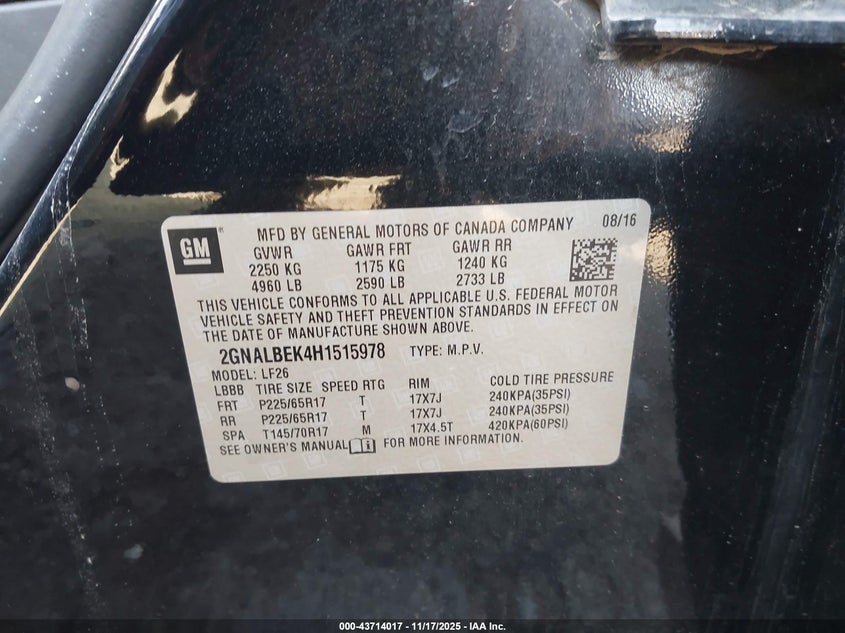 GM
MFD BY GENERAL MOTORS OF CANADA COMPANY 08/16
GVWR GAWR FRT GAWR RR
2250 KG 1175 KG 1240 KG
4960 LB 2590 LB 2733 LB
THIS VEHICLE CONFORMS TO ALL APPLICABLE U.S. FEDERAL MOTOR
VEHICLE SAFETY AND THEFT PREVENTION STANDARDS IN EFFECT ON
THE DATE OF MANUFACTURE SHOWN ABOVE.
2GNALBEK4H1515978 TYPE: M.P.V.
MODEL: LF26
LBBB TIRE SIZE SPEED RTG RIM COLD TIRE PRESSURE
FRT P225/65R17 T 17X7J 240KPA(35PSI)
RR P225/65R17 T 17X7J 240KPA(35PSI)
SPA T145/70R17 M 17X4.5T 420KPA(60PSI)
SEE OWNER'S MANUAL FOR MORE INFORMATION.
000-43714017 - 11/17/2025 - IAA Inc.